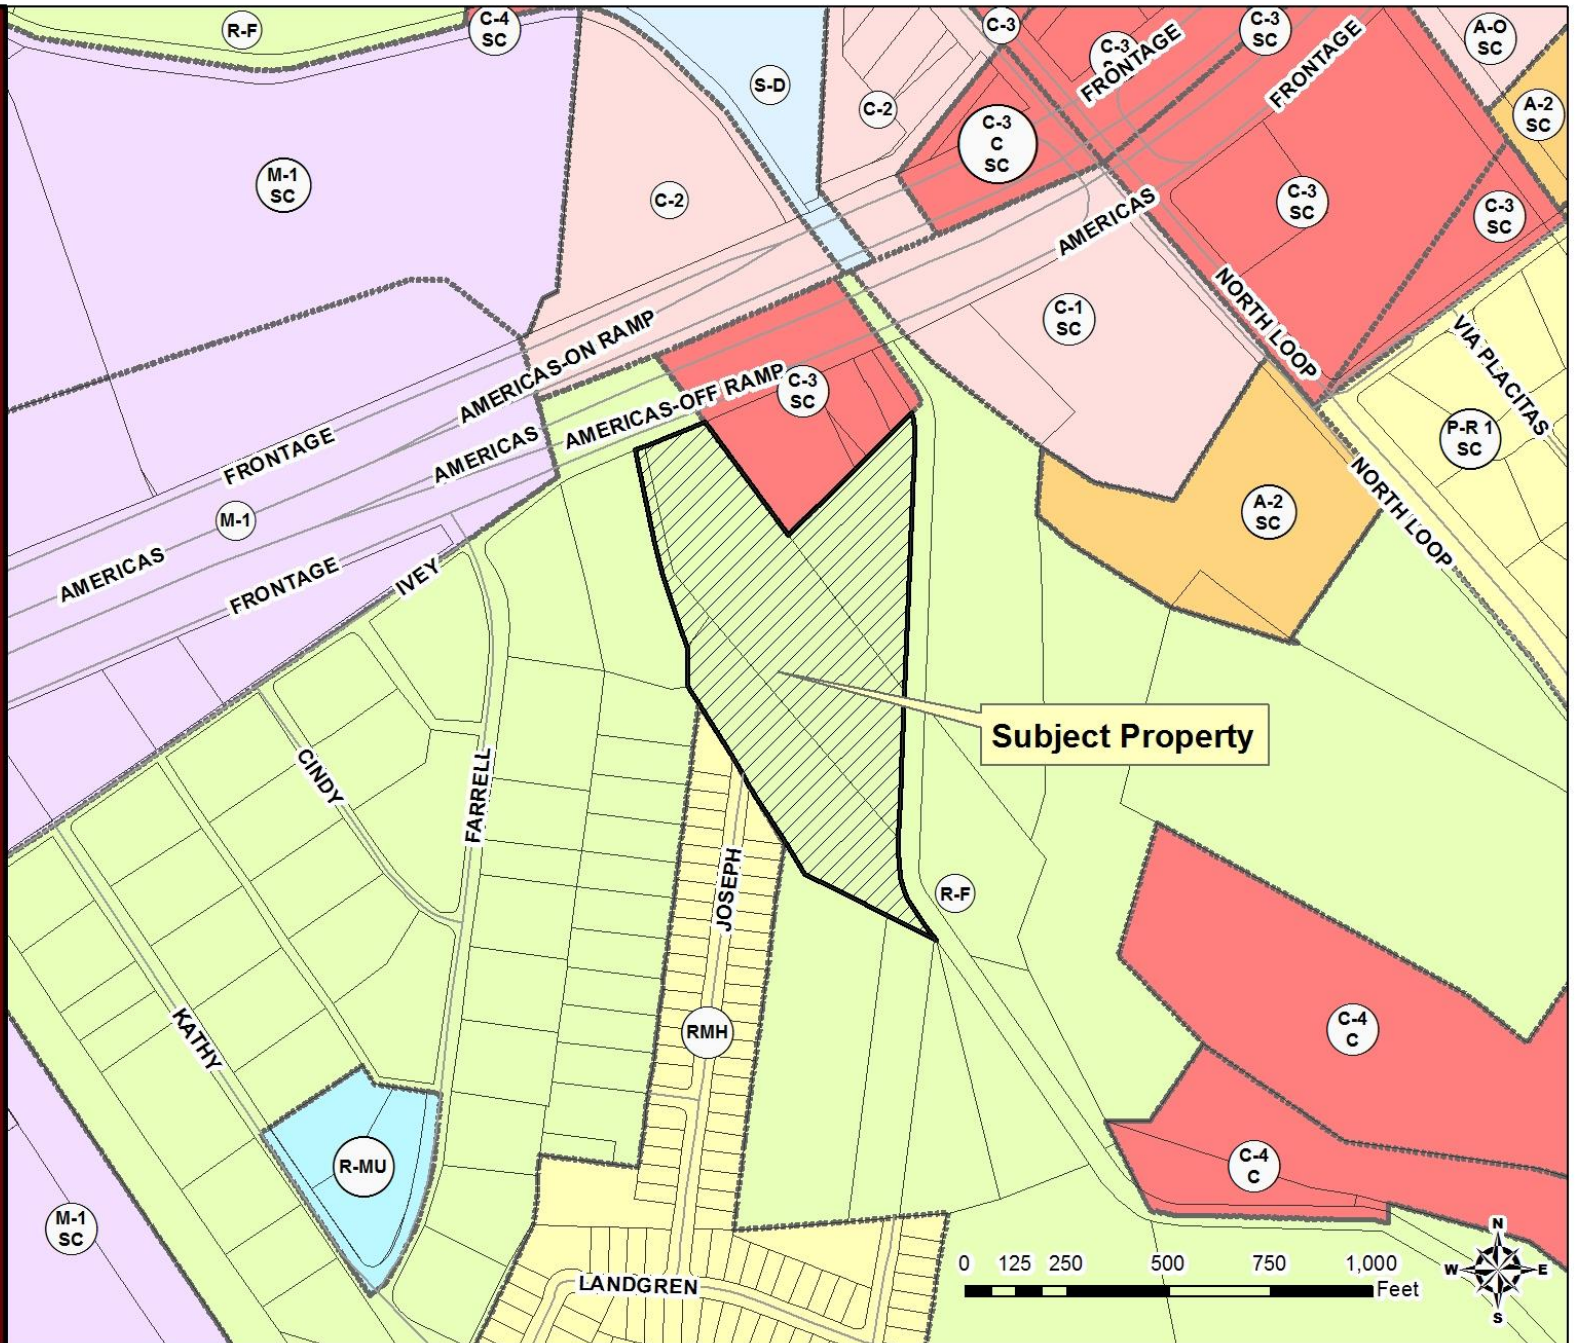 R-F
C-4
SC
C-3
C-3
C-3
SC
A-O
SC
FRONTAGE
FRONTAGE
S-D
C-2
A-2
SC
C-3
C
SC
M-1
SC
C-2
C-3
SC
C-3
SC
AMERICAS
NORTH LOOP
C-1
SC
VIA PLACITAS
AMERICAS-ON RAMP
AMERICAS-OFF RAMP
C-3
SC
P-R 1
SC
FRONTAGE
AMERICAS
NORTH LOOP
M-1
A-2
SC
AMERICAS
FRONTAGE
IVEY
Subject Property
CINDY
FARRELL
JOSEPH
R-F
KATHY
RMH
C-4
C
R-MU
C-4
C
M-1
SC
LANDGREN
0 125 250 500 750 1,000
Feet
N
W E
S